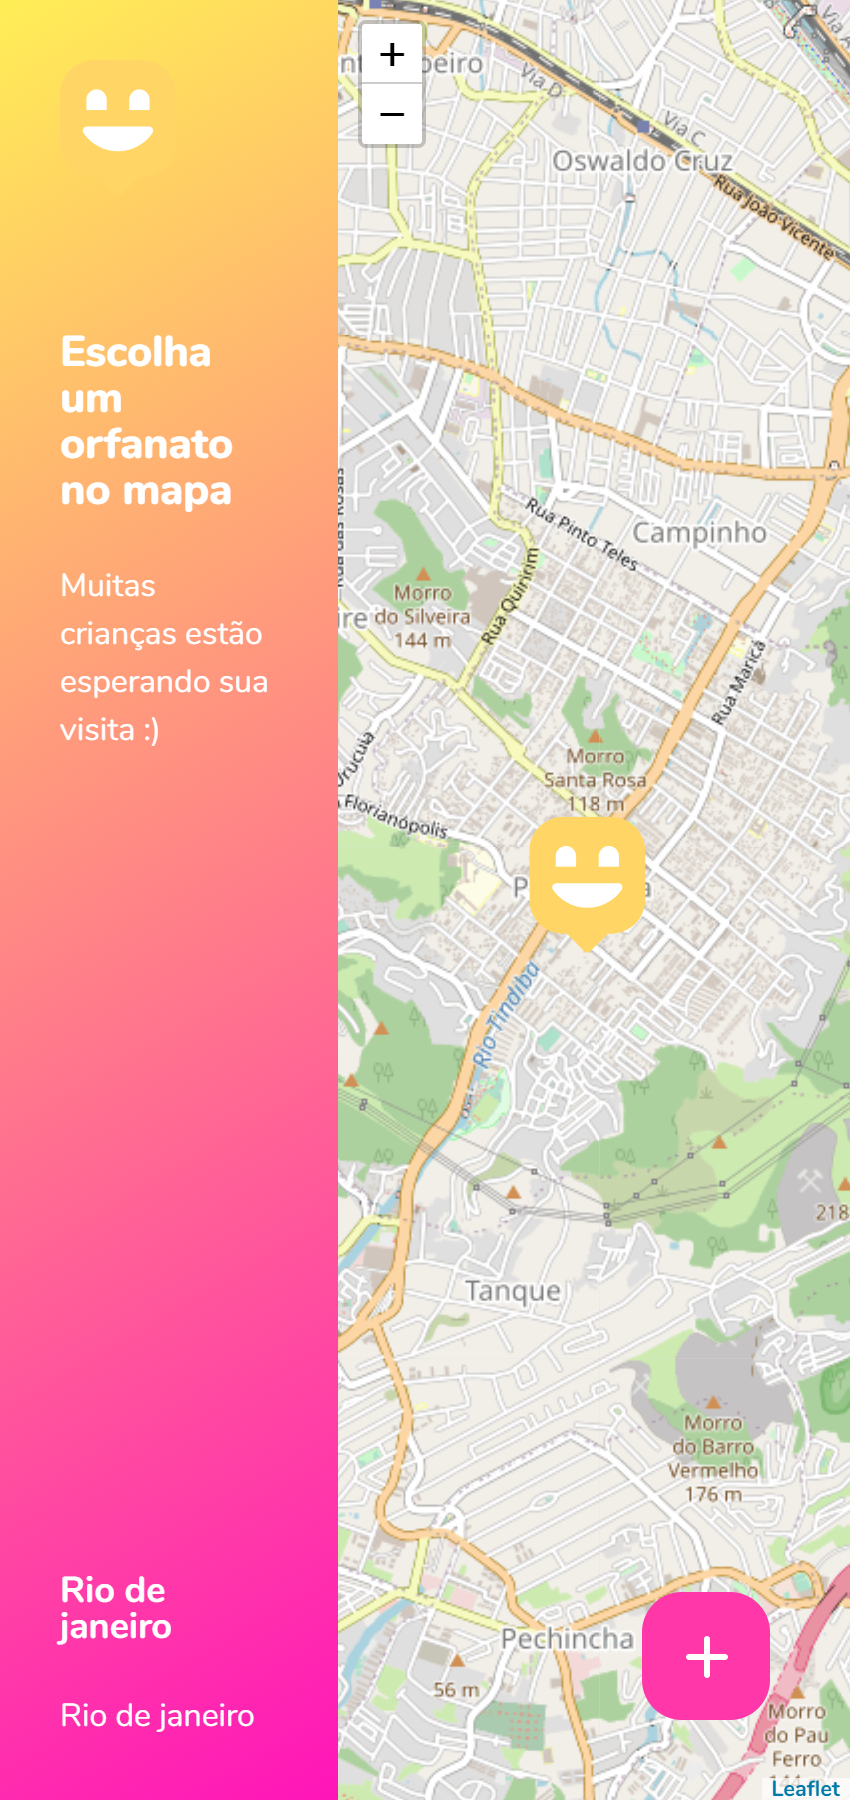 Escolha
um
orfanato
no mapa
Muitas
crianças estão
esperando sua
visita :)
Rio de
janeiro
Rio de janeiro
+
−
Via D
Via C
Oswaldo Cruz
Rua João Vicente
Rua Pinto Teles
Campinho
Morro
do Silveira
144 m
Rua Quiririm
Rua Maricá
Morro
Santa Rosa
118 m
Florianópolis
Rio Tindiba
218
Tanque
Morro
do Barro
Vermelho
176 m
Pechincha
+
56 m
Morro
do Pau
Ferro
Leaflet